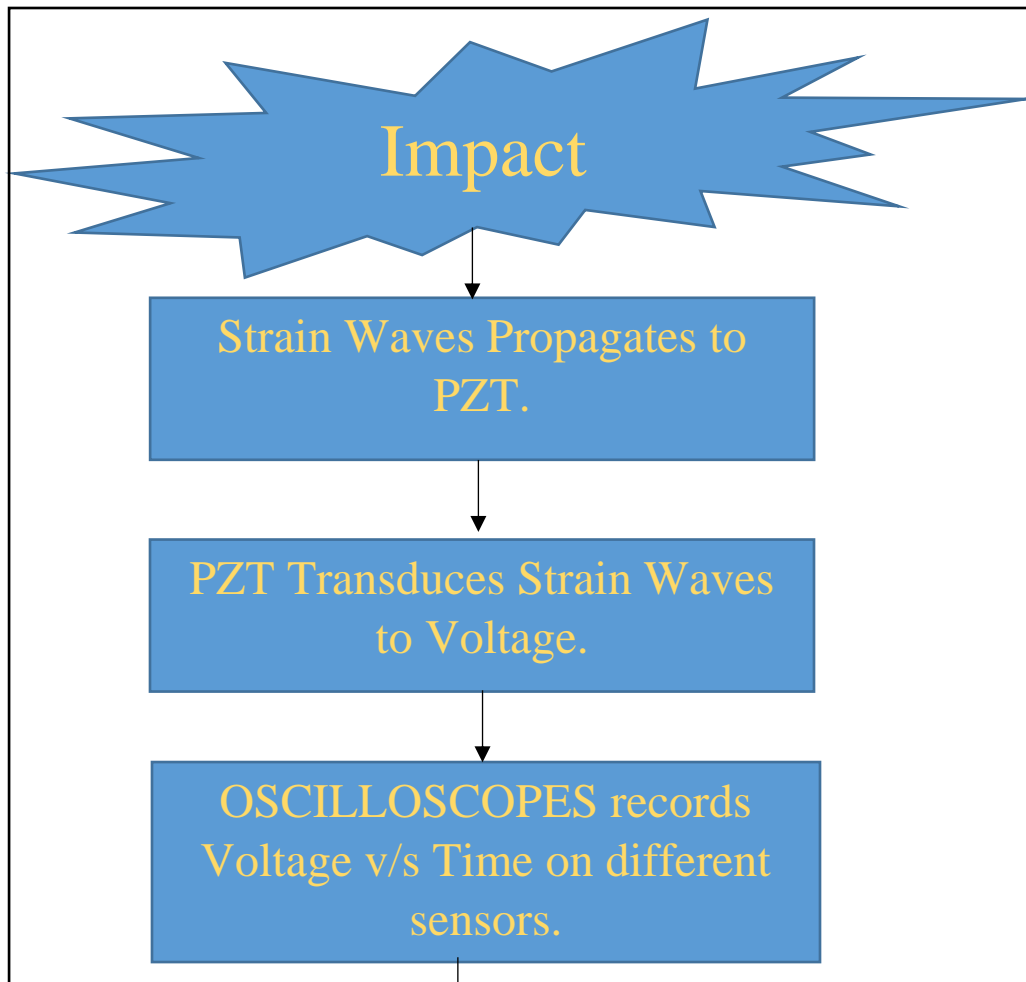 Impact
Strain Waves Propagates to
PZT.
PZT Transduces Strain Waves
to Voltage.
OSCILLOSCOPES records
Voltage v/s Time on different
sensors.